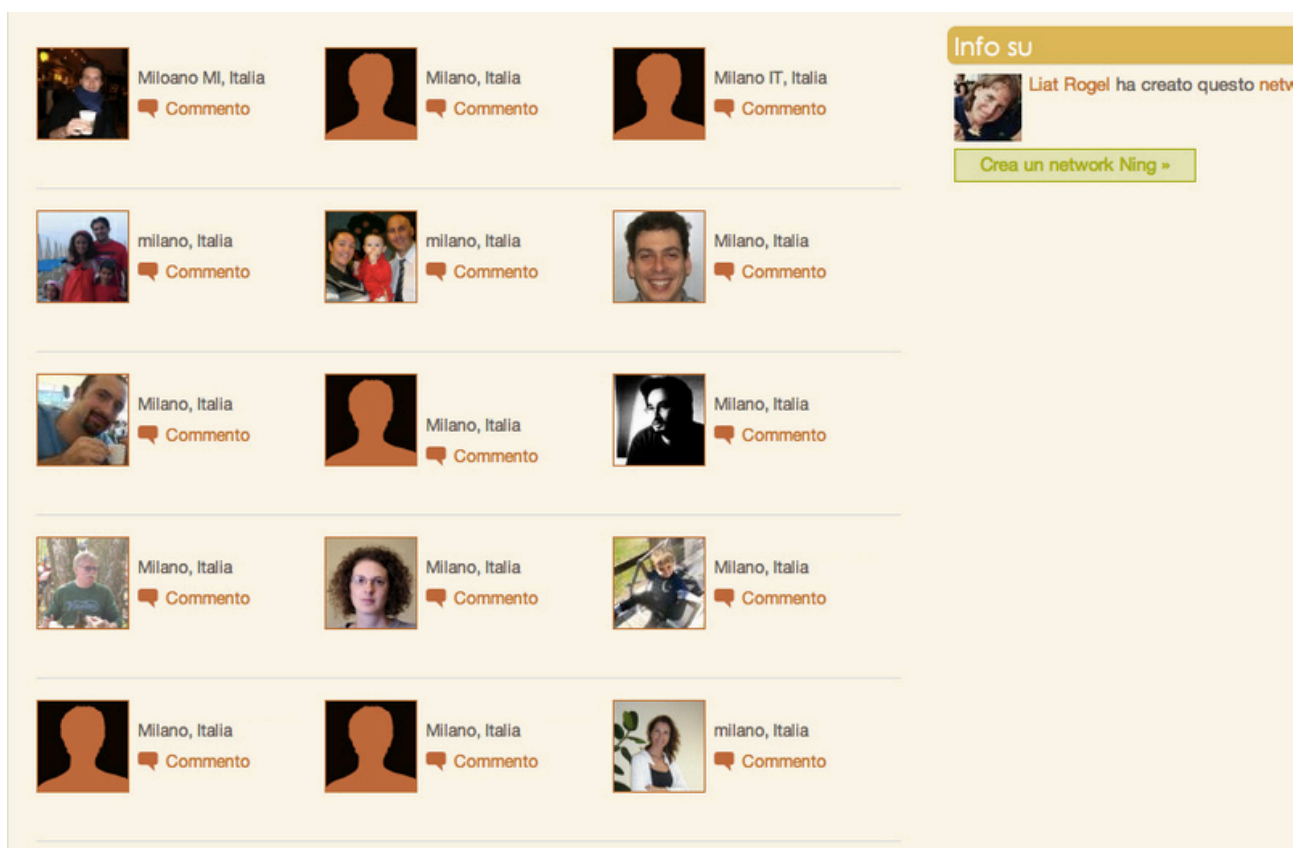 Miloano MI, Italia
Commento
Milano, Italia
Commento
Milano IT, Italia
Commento
milano, Italia
Commento
milano, Italia
Commento
Milano, Italia
Commento
Milano, Italia
Commento
Milano, Italia
Commento
Milano, Italia
Commento
Milano, Italia
Commento
Milano, Italia
Commento
Milano, Italia
Commento
Milano, Italia
Commento
Milano, Italia
Commento
milano, Italia
Commento
Info su
Liat Rogel ha creato questo netw
Crea un network Ning »